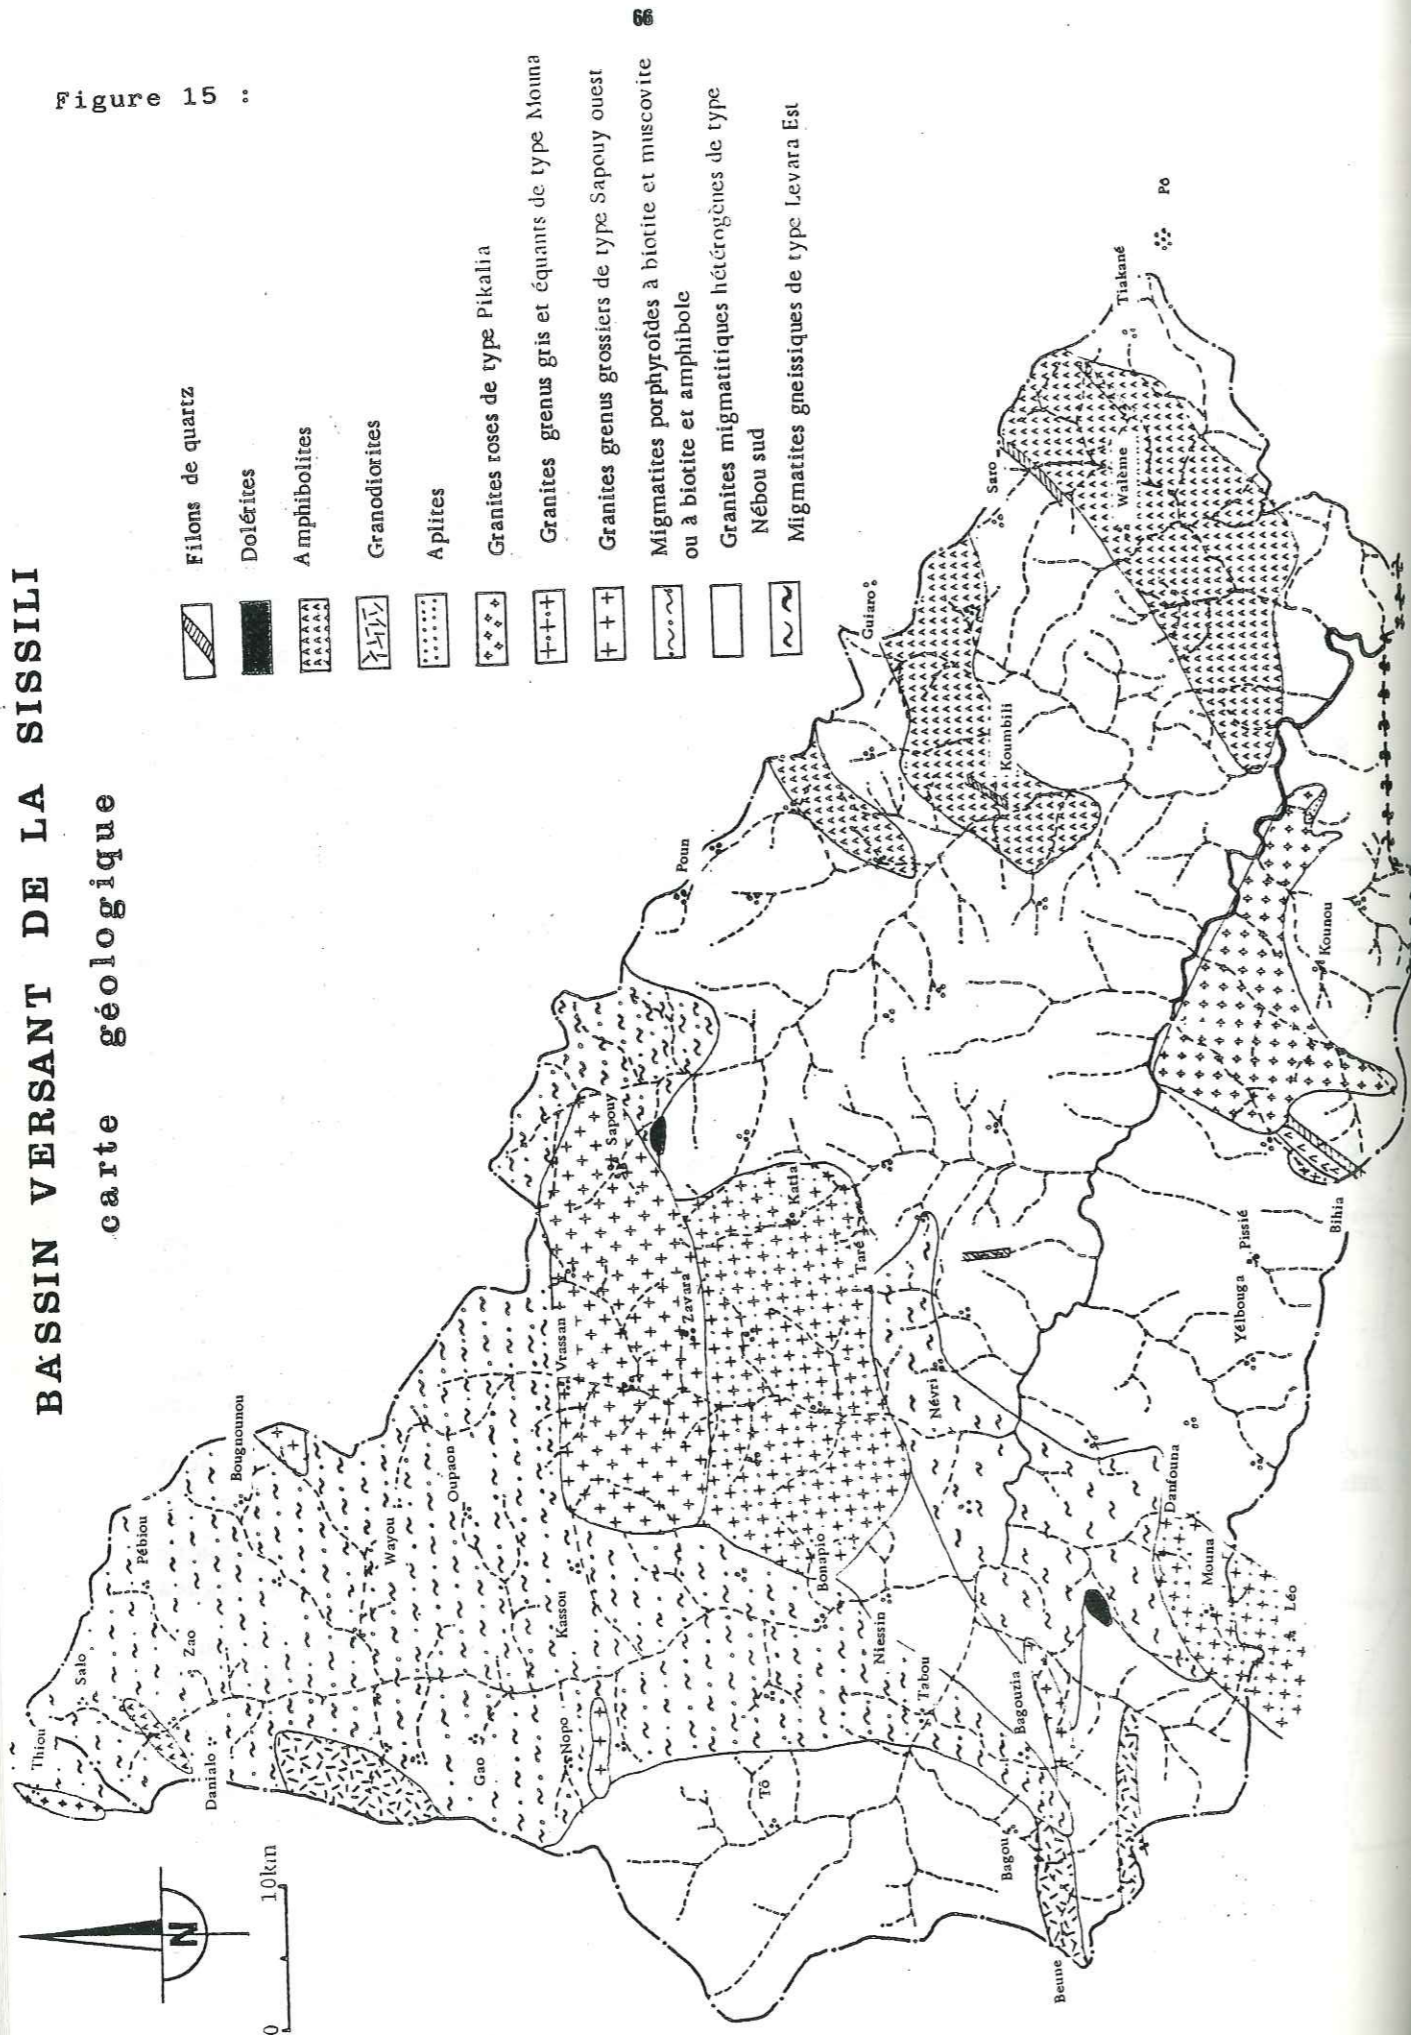 66
Figure 15 :
BASSIN VERSANT DE LA SISSILI
carte géologique
N
0 10km
Filons de quartz
Dolérites
Amphibolites
Granodiorites
Aplites
Granites roses de type Pikalia
Granites grenus gris et équants de type Mouna
Granites grenus grossiers de type Sapouy ouest
Migmatites porphyroïdes à biotite et muscovite
ou à biotite et amphibole
Granites migmatitiques hétérogènes de type
Nébou sud
Migmatites gneissiques de type Levara Est
Thiou
Salo
Pébiou
Zao
Danialo
Bougnounou
Wayou
Oupaon
Gao
Kassou
Nopo
Vrassan
Sapouy
Zavara
Katia
Taré
Bonapio
Niessin
Tabou
Tô
Névri
Bagouzia
Bagou
Beune
Danfouna
Mouna
Léo
Yélbouga
Pissié
Bihia
Kounou
Poun
Koumbili
Guiaro
Saro
Walème
Tiakané
Pô